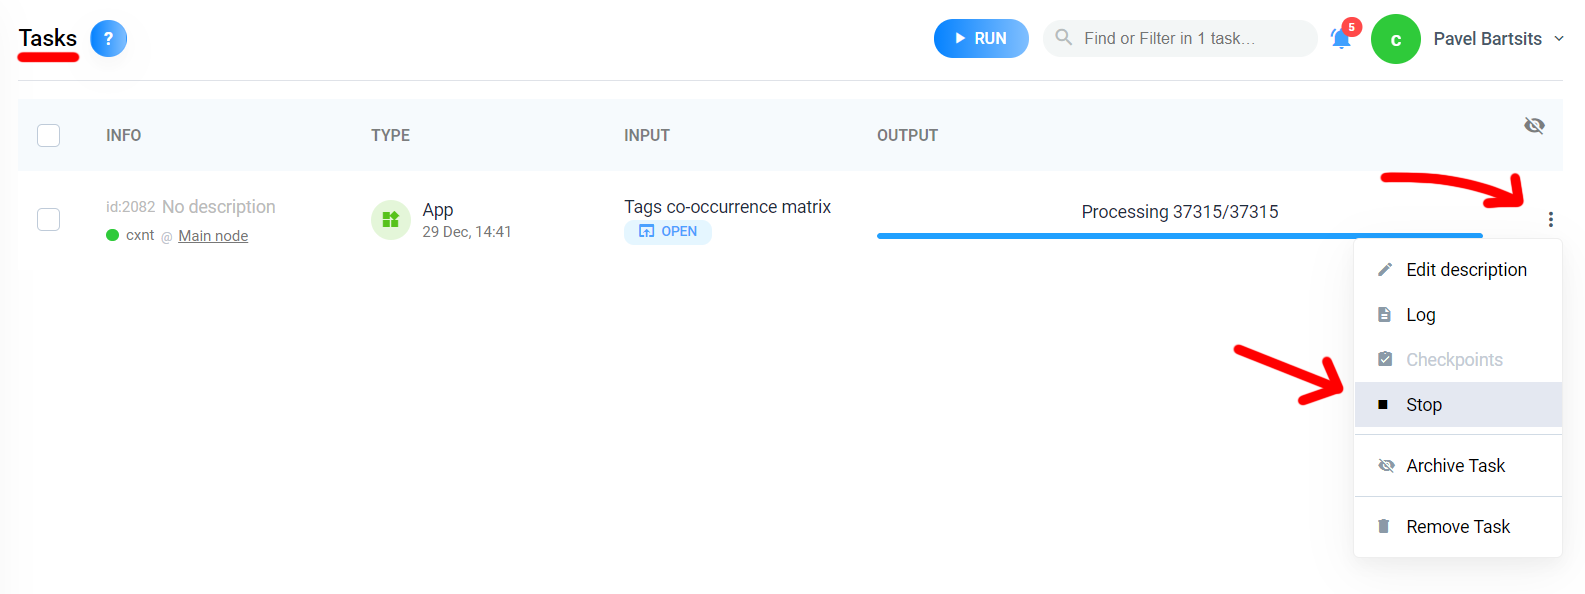 Tasks ? RUN Find or Filter in 1 task... 5 c Pavel Bartsits
INFO TYPE INPUT OUTPUT
id:2082 No description
cxnt @ Main node
App
29 Dec, 14:41
Tags co-occurrence matrix
OPEN
Processing 37315/37315
Edit description
Log
Checkpoints
Stop
Archive Task
Remove Task